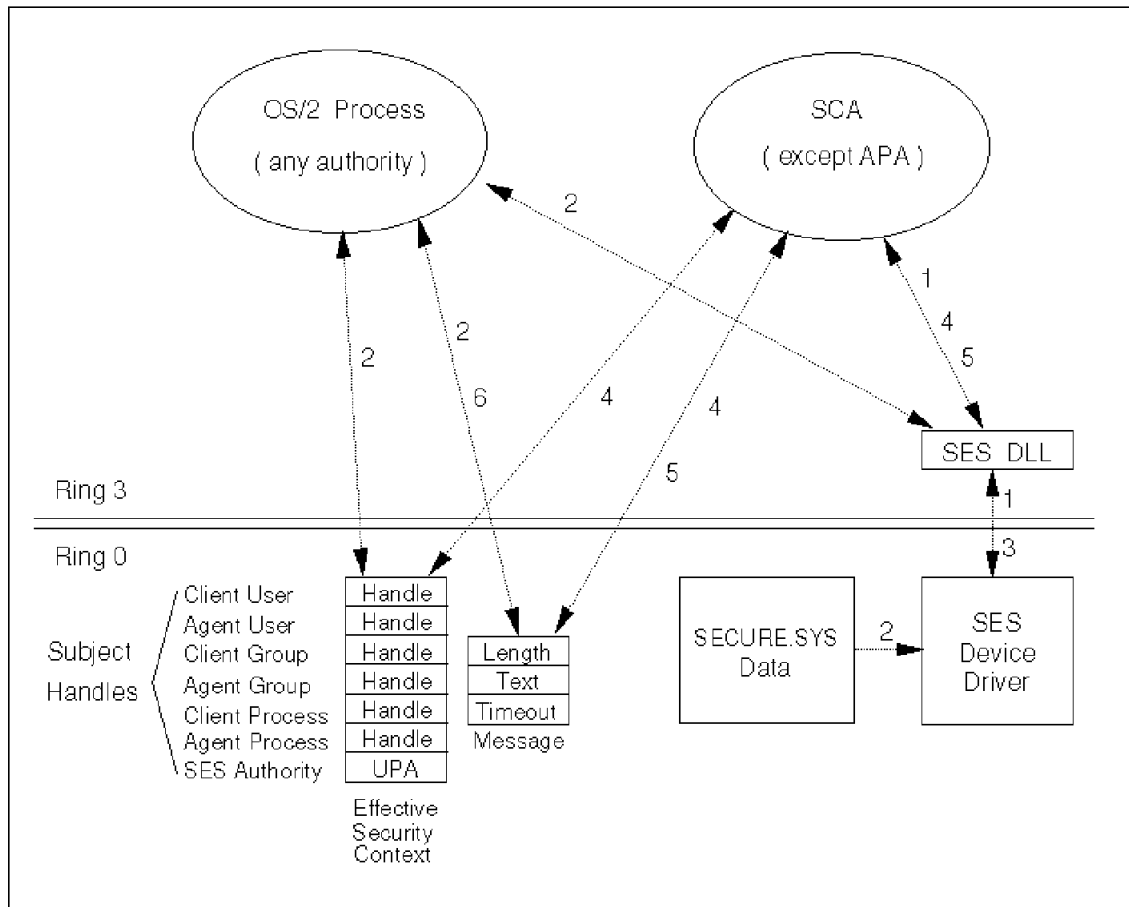 OS/2 Process
( any authority )
SCA
( except APA )
2
1
4
5
2
2
6
4
4
5
SES DLL
1
3
Ring 3
Ring 0
Subject
Handles
Client User
Agent User
Client Group
Agent Group
Client Process
Agent Process
SES Authority
Handle
Handle
Handle
Handle
Handle
Handle
UPA
Effective
Security
Context
Length
Text
Timeout
Message
SECURE.SYS
Data
2
SES
Device
Driver